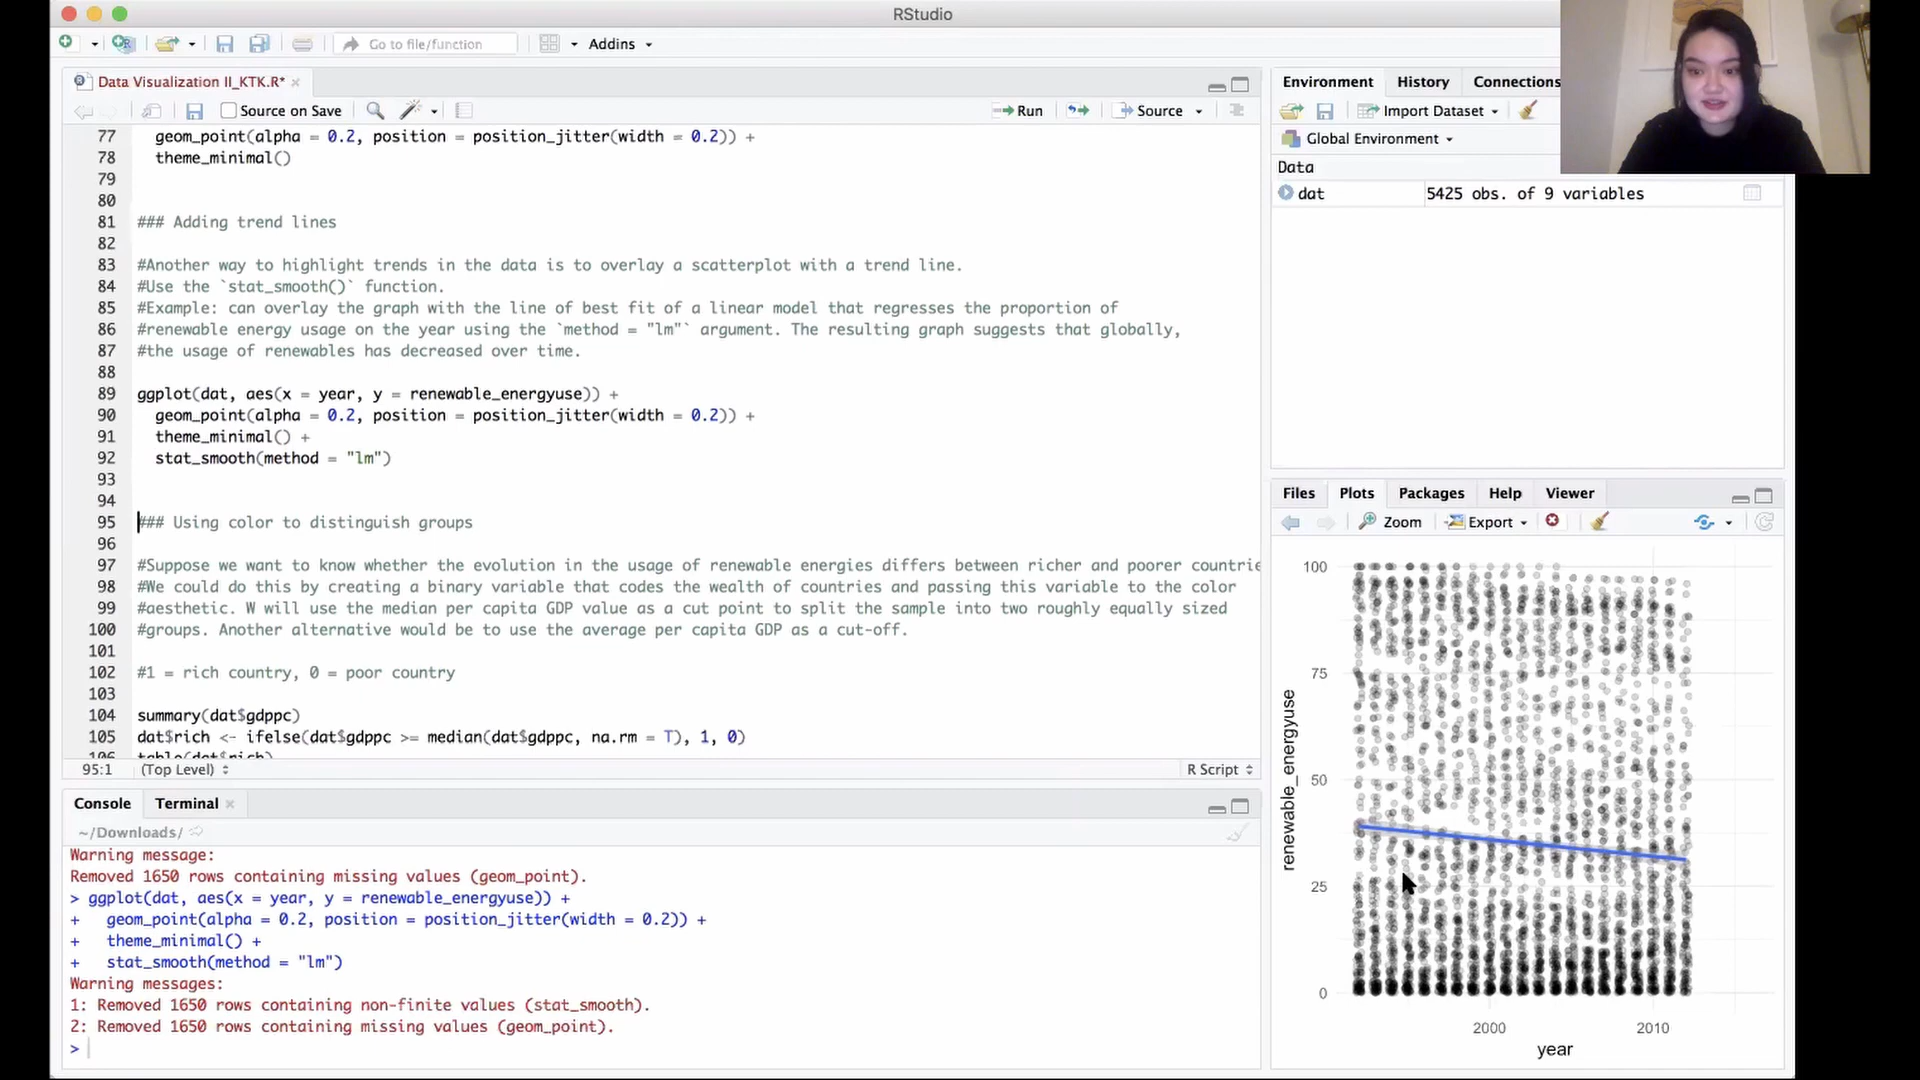 RStudio
Go to file/function
Addins
Data Visualization II_KTK.R*
Source on Save
Run
Source
77 geom_point(alpha = 0.2, position = position_jitter(width = 0.2)) +
78 theme_minimal()
79
80
81 ### Adding trend lines
82
83 #Another way to highlight trends in the data is to overlay a scatterplot with a trend line.
84 #Use the `stat_smooth()` function.
85 #Example: can overlay the graph with the line of best fit of a linear model that regresses the proportion of
86 #renewable energy usage on the year using the `method = "lm"` argument. The resulting graph suggests that globally,
87 #the usage of renewables has decreased over time.
88
89 ggplot(dat, aes(x = year, y = renewable_energyuse)) +
90 geom_point(alpha = 0.2, position = position_jitter(width = 0.2)) +
91 theme_minimal() +
92 stat_smooth(method = "lm")
93
94
95 ### Using color to distinguish groups
96
97 #Suppose we want to know whether the evolution in the usage of renewable energies differs between richer and poorer countrie
98 #We could do this by creating a binary variable that codes the wealth of countries and passing this variable to the color
99 #aesthetic. W will use the median per capita GDP value as a cut point to split the sample into two roughly equally sized
100 #groups. Another alternative would be to use the average per capita GDP as a cut-off.
101
102 #1 = rich country, 0 = poor country
103
104 summary(dat$gdppc)
105 dat$rich <- ifelse(dat$gdppc >= median(dat$gdppc, na.rm = T), 1, 0)
106 table(dat$rich)
95:1 (Top Level) R Script
Console Terminal
~/Downloads/
Warning message:
Removed 1650 rows containing missing values (geom_point).
> ggplot(dat, aes(x = year, y = renewable_energyuse)) +
+ geom_point(alpha = 0.2, position = position_jitter(width = 0.2)) +
+ theme_minimal() +
+ stat_smooth(method = "lm")
Warning messages:
1: Removed 1650 rows containing non-finite values (stat_smooth).
2: Removed 1650 rows containing missing values (geom_point).
>
Environment History Connections
Import Dataset
Global Environment
Data
dat 5425 obs. of 9 variables
Files Plots Packages Help Viewer
Zoom Export
100
75
50
25
0
renewable_energyuse
2000 2010
year